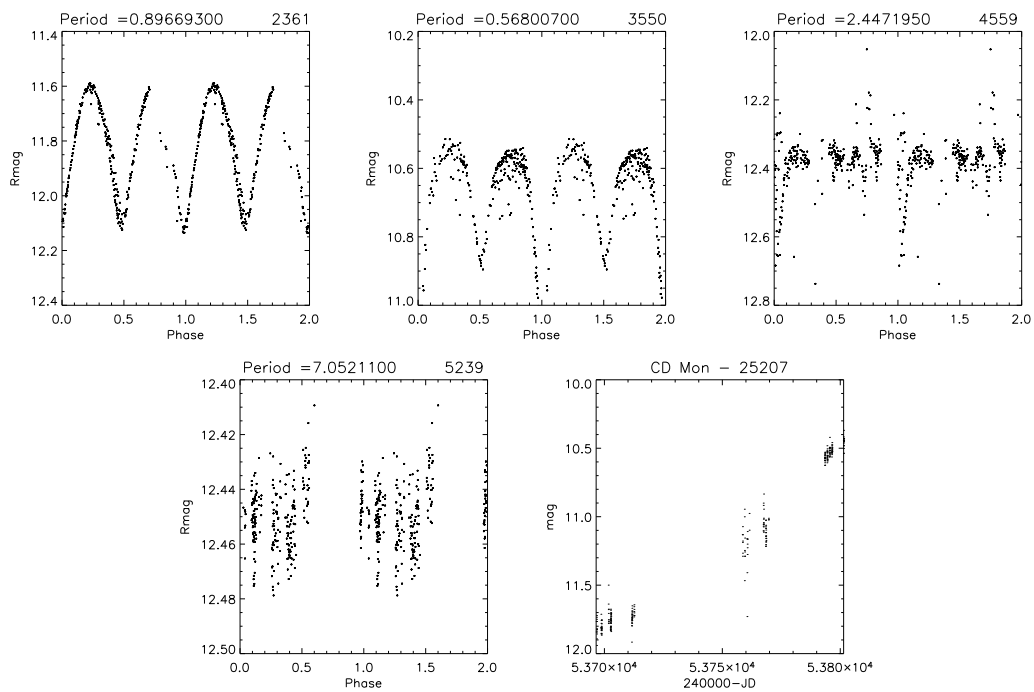 Period =0.89669300 2361
11.4
11.6
11.8
12.0
12.2
12.4
Rmag
0.0 0.5 1.0 1.5 2.0
Phase
Period =0.56800700 3550
10.2
10.4
10.6
10.8
11.0
Rmag
0.0 0.5 1.0 1.5 2.0
Phase
Period =2.4471950 4559
12.0
12.2
12.4
12.6
12.8
Rmag
0.0 0.5 1.0 1.5 2.0
Phase
Period =7.0521100 5239
12.40
12.42
12.44
12.46
12.48
12.50
Rmag
0.0 0.5 1.0 1.5 2.0
Phase
CD Mon - 25207
10.0
10.5
11.0
11.5
12.0
mag
5.370×10⁴ 5.375×10⁴ 5.380×10⁴
240000-JD